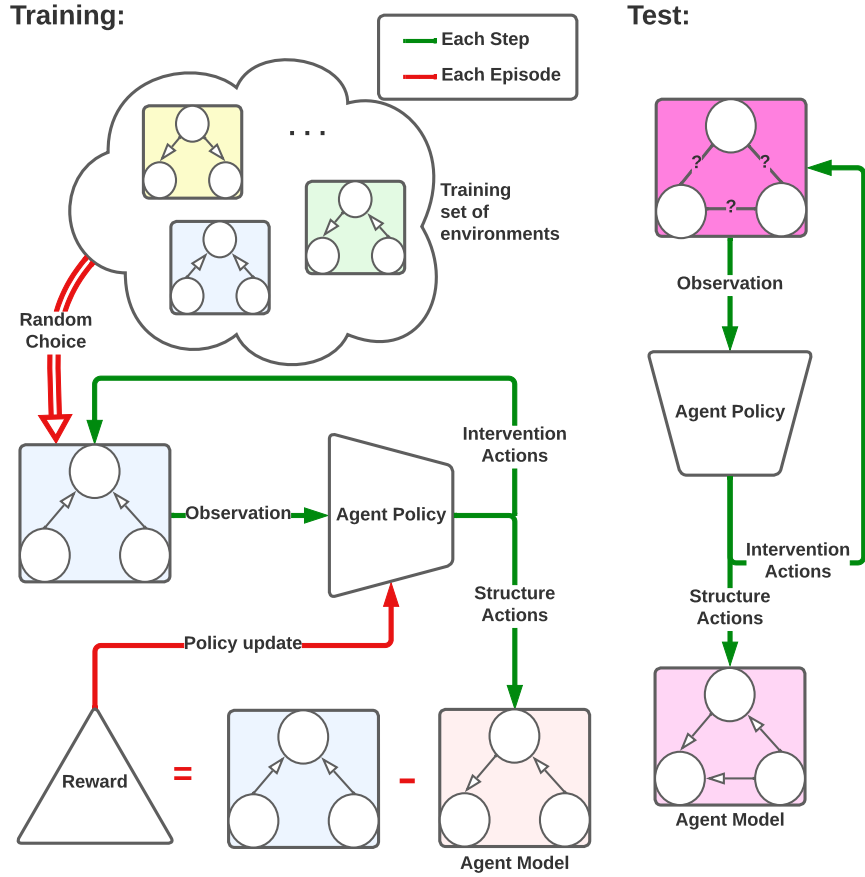 Training:
Test:
Each Step
Each Episode
...
Training
set of
environments
Random
Choice
Observation
Agent Policy
Intervention
Actions
Structure
Actions
Policy update
Reward
=
-
Agent Model
?
?
?
Observation
Agent Policy
Intervention
Actions
Structure
Actions
Agent Model